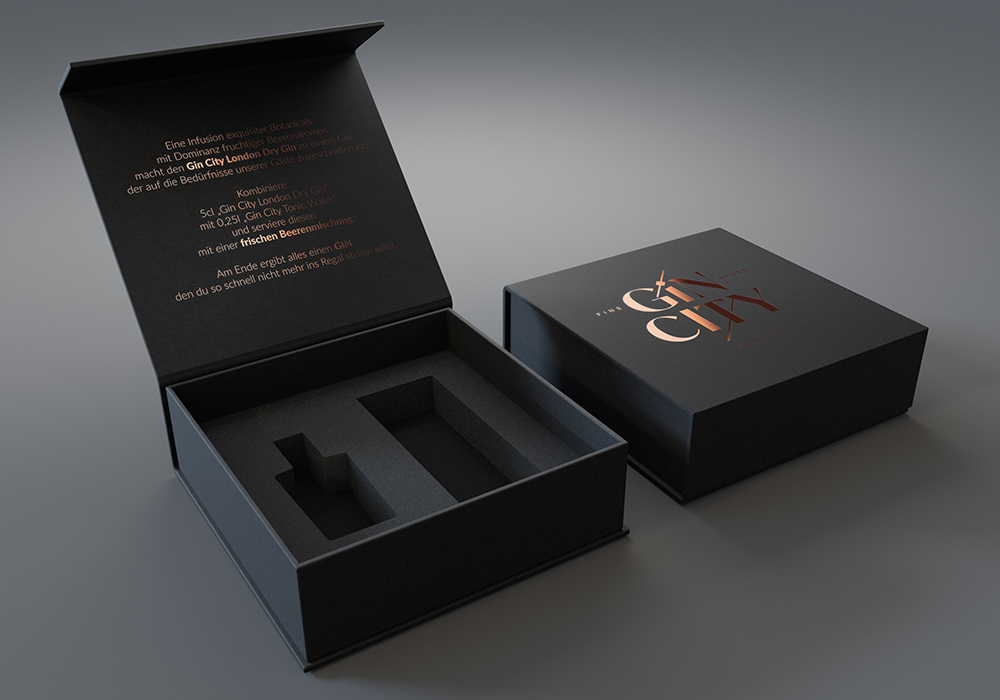 Eine Infusion exquisiter Botanicals
mit Dominanz fruchtiger Beerenaromen
macht den Gin City London Dry Gin zu einem Gin,
der auf die Bedürfnisse unserer Gäste zugeschnitten ist.
Kombiniere
5cl „Gin City London Dry Gin"
mit 0,25l „Gin City Tonic Water"
und serviere diesen
mit einer frischen Beerenmischung.
Am Ende ergibt alles einen GIN,
den du so schnell nicht mehr ins Regal stellen willst.
FINE GIN
CITY